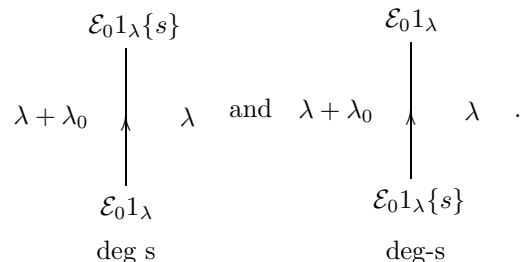 ℰ₀1_λ{s} ℰ₀1_λ
λ + λ₀ λ and λ + λ₀ λ .
ℰ₀1_λ ℰ₀1_λ{s}
deg s deg-s